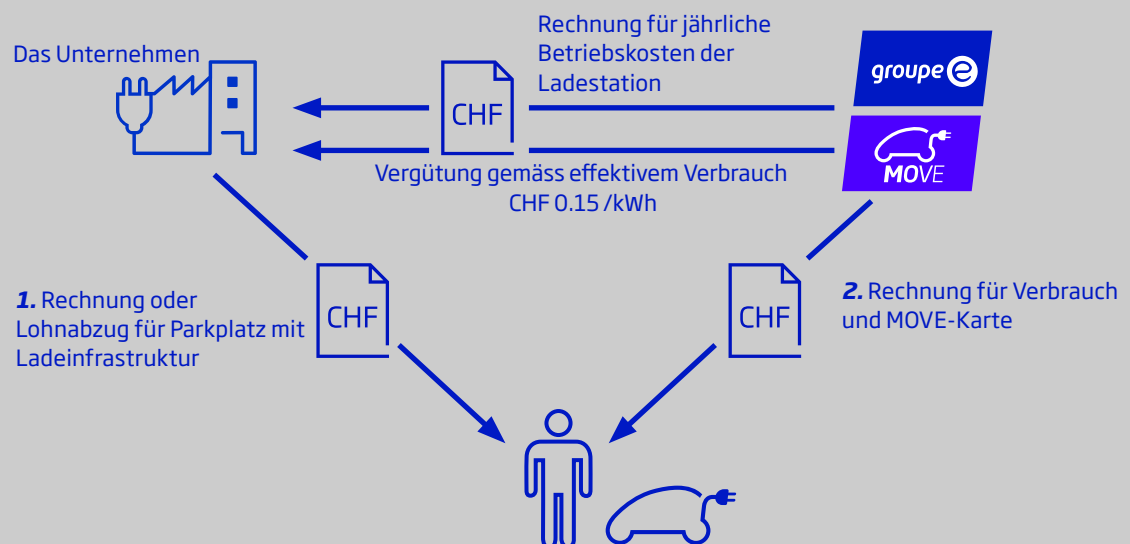 Das Unternehmen
Rechnung für jährliche
Betriebskosten der
Ladestation
groupe e
CHF
MOVE
Vergütung gemäss effektivem Verbrauch
CHF 0.15 /kWh
1. Rechnung oder
Lohnabzug für Parkplatz mit
Ladeinfrastruktur
CHF
CHF
2. Rechnung für Verbrauch
und MOVE-Karte